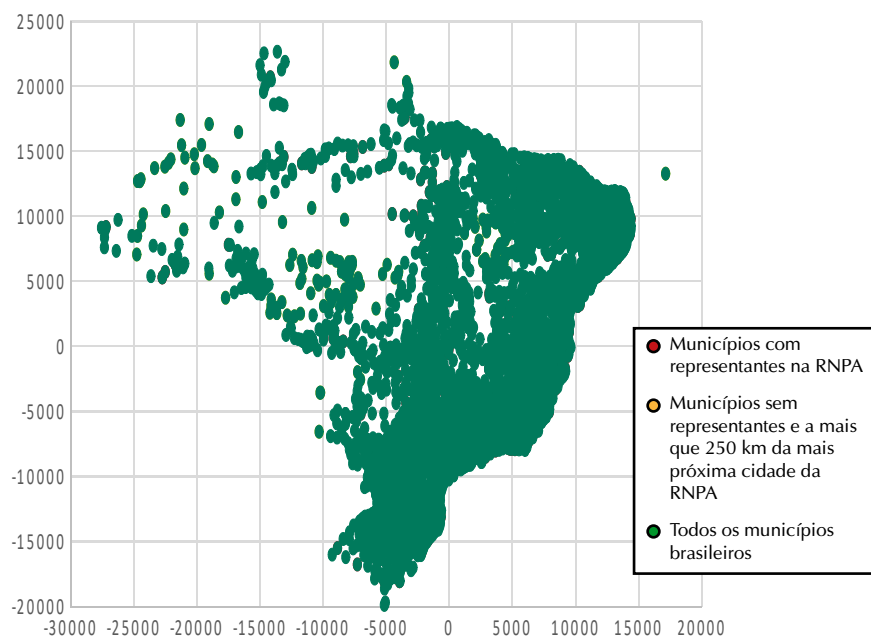 25000
20000
15000
10000
5000
0
-5000
-10000
-15000
-20000
-30000 -25000 -20000 -15000 -10000 -5000 0 5000 10000 15000 20000
Municípios com
representantes na RNPA
Municípios sem
representantes e a mais
que 250 km da mais
próxima cidade da
RNPA
Todos os municípios
brasileiros